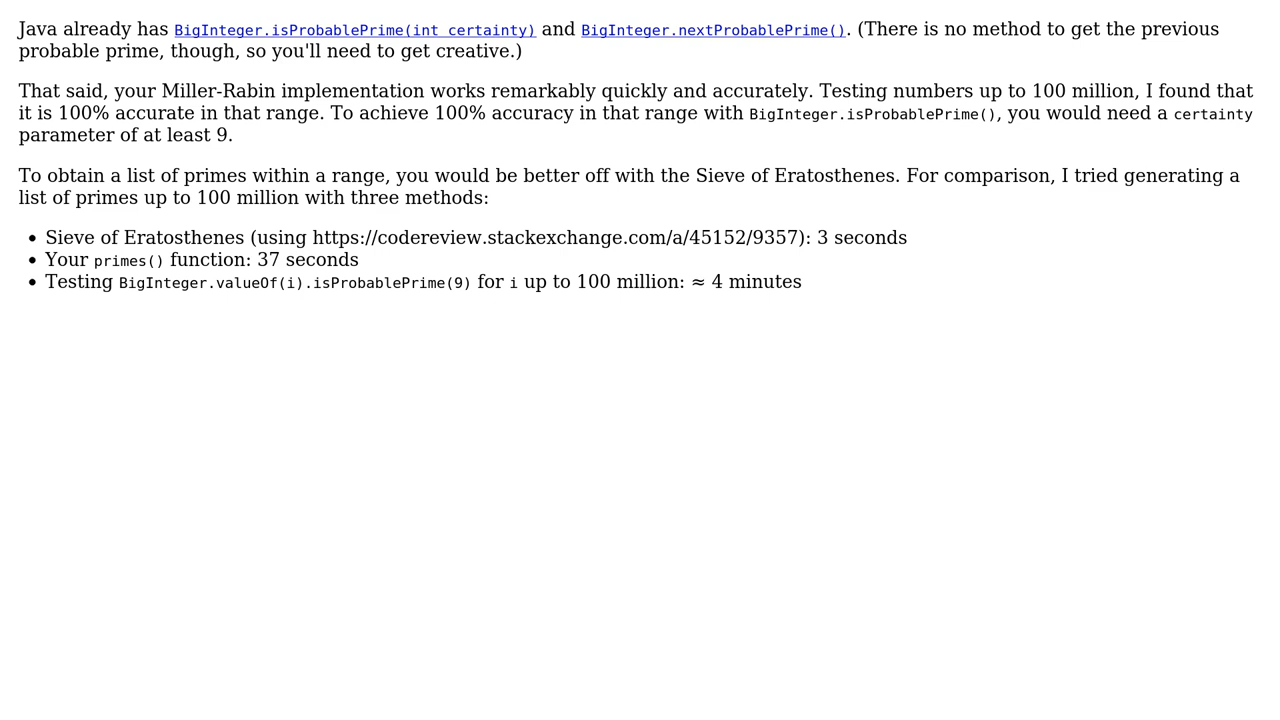 Java already has BigInteger.isProbablePrime(int certainty) and BigInteger.nextProbablePrime(). (There is no method to get the previous
probable prime, though, so you'll need to get creative.)
That said, your Miller-Rabin implementation works remarkably quickly and accurately. Testing numbers up to 100 million, I found that
it is 100% accurate in that range. To achieve 100% accuracy in that range with BigInteger.isProbablePrime(), you would need a certainty
parameter of at least 9.
To obtain a list of primes within a range, you would be better off with the Sieve of Eratosthenes. For comparison, I tried generating a
list of primes up to 100 million with three methods:
• Sieve of Eratosthenes (using https://codereview.stackexchange.com/a/45152/9357): 3 seconds
• Your primes() function: 37 seconds
• Testing BigInteger.valueOf(i).isProbablePrime(9) for i up to 100 million: ≈ 4 minutes